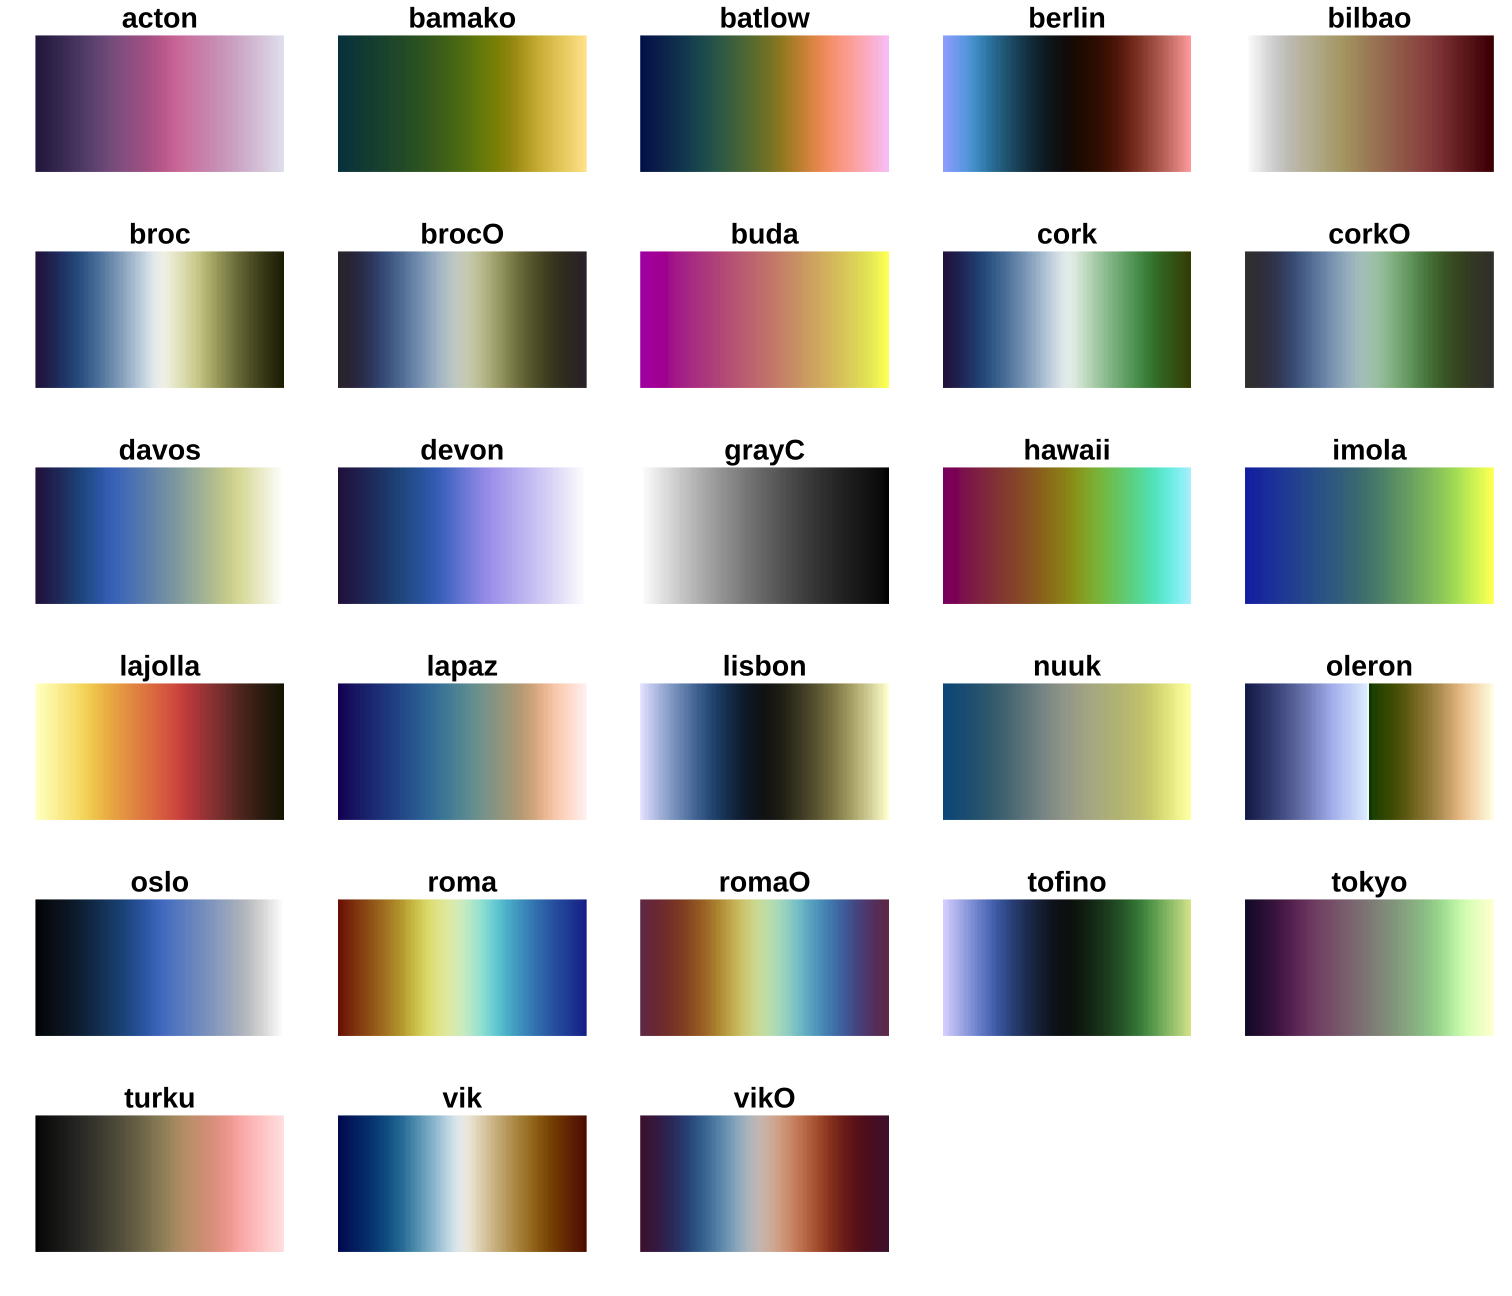 acton bamako batlow berlin bilbao
broc brocO buda cork corkO
davos devon grayC hawaii imola
lajolla lapaz lisbon nuuk oleron
oslo roma romaO tofino tokyo
turku vik vikO